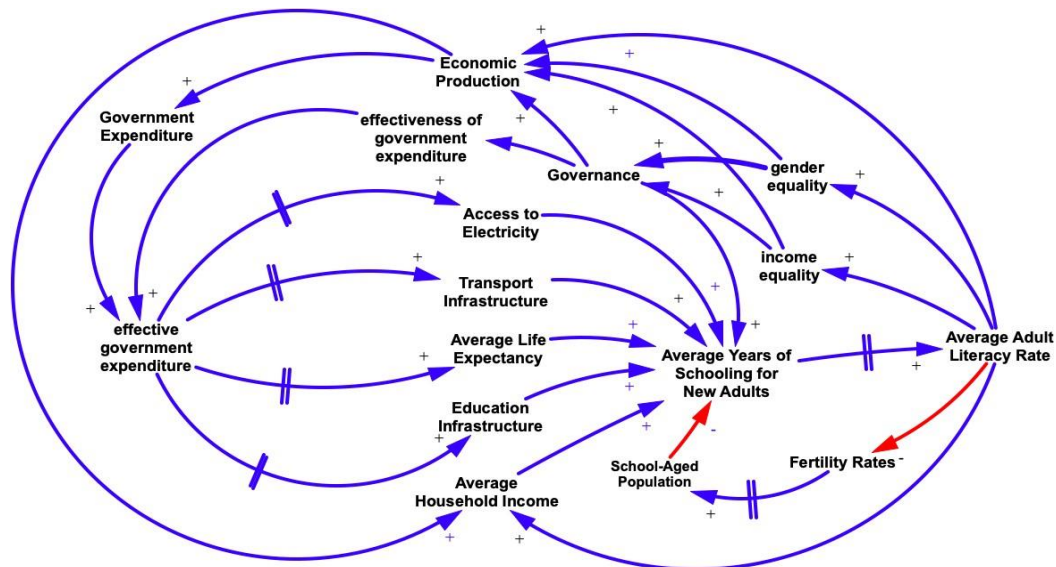 Economic
Production
Government
Expenditure
effectiveness of
government
expenditure
Governance
gender
equality
Access to
Electricity
income
equality
Transport
Infrastructure
effective
government
expenditure
Average Life
Expectancy
Average Years of
Schooling for
New Adults
Average Adult
Literacy Rate
Education
Infrastructure
School-Aged
Population
Fertility Rates
Average
Household Income